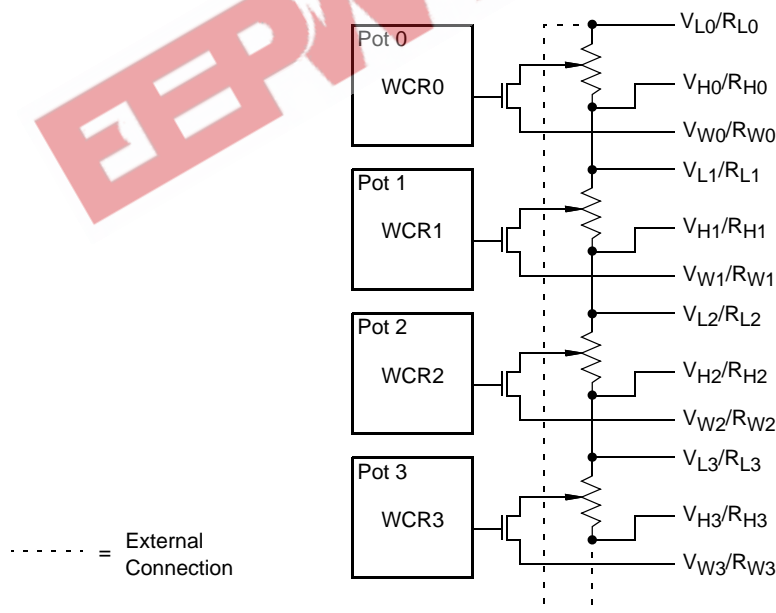 Pot 0
WCR0
VL0/RL0
VH0/RH0
VW0/RW0
Pot 1
WCR1
VL1/RL1
VH1/RH1
VW1/RW1
Pot 2
WCR2
VL2/RL2
VH2/RH2
VW2/RW2
Pot 3
WCR3
VL3/RL3
VH3/RH3
VW3/RW3
= External
Connection